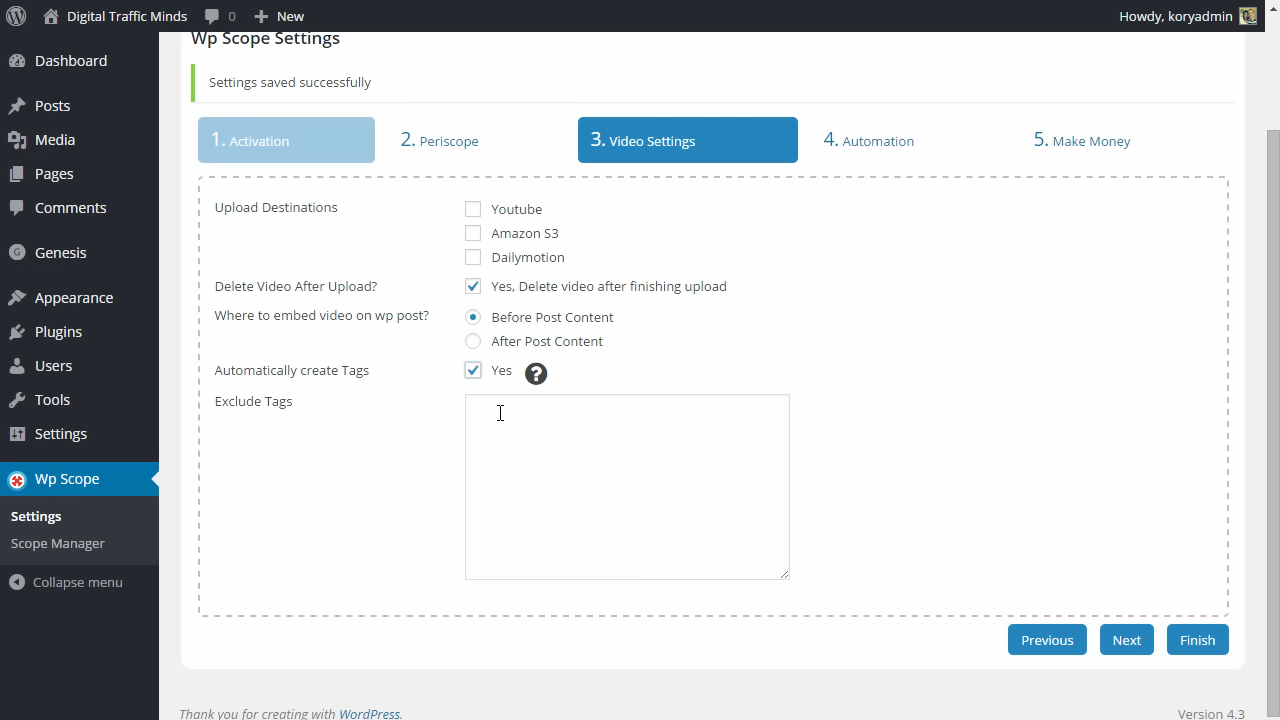 Digital Traffic Minds 0 New Howdy, koryadmin
Dashboard
Posts
Media
Pages
Comments
Genesis
Appearance
Plugins
Users
Tools
Settings
Wp Scope
Settings
Scope Manager
Collapse menu
Wp Scope Settings
Settings saved successfully
1. Activation 2. Periscope 3. Video Settings 4. Automation 5. Make Money
Upload Destinations Youtube
Amazon S3
Dailymotion
Delete Video After Upload? Yes, Delete video after finishing upload
Where to embed video on wp post? Before Post Content
After Post Content
Automatically create Tags Yes ?
Exclude Tags
Previous Next Finish
Thank you for creating with WordPress. Version 4.3